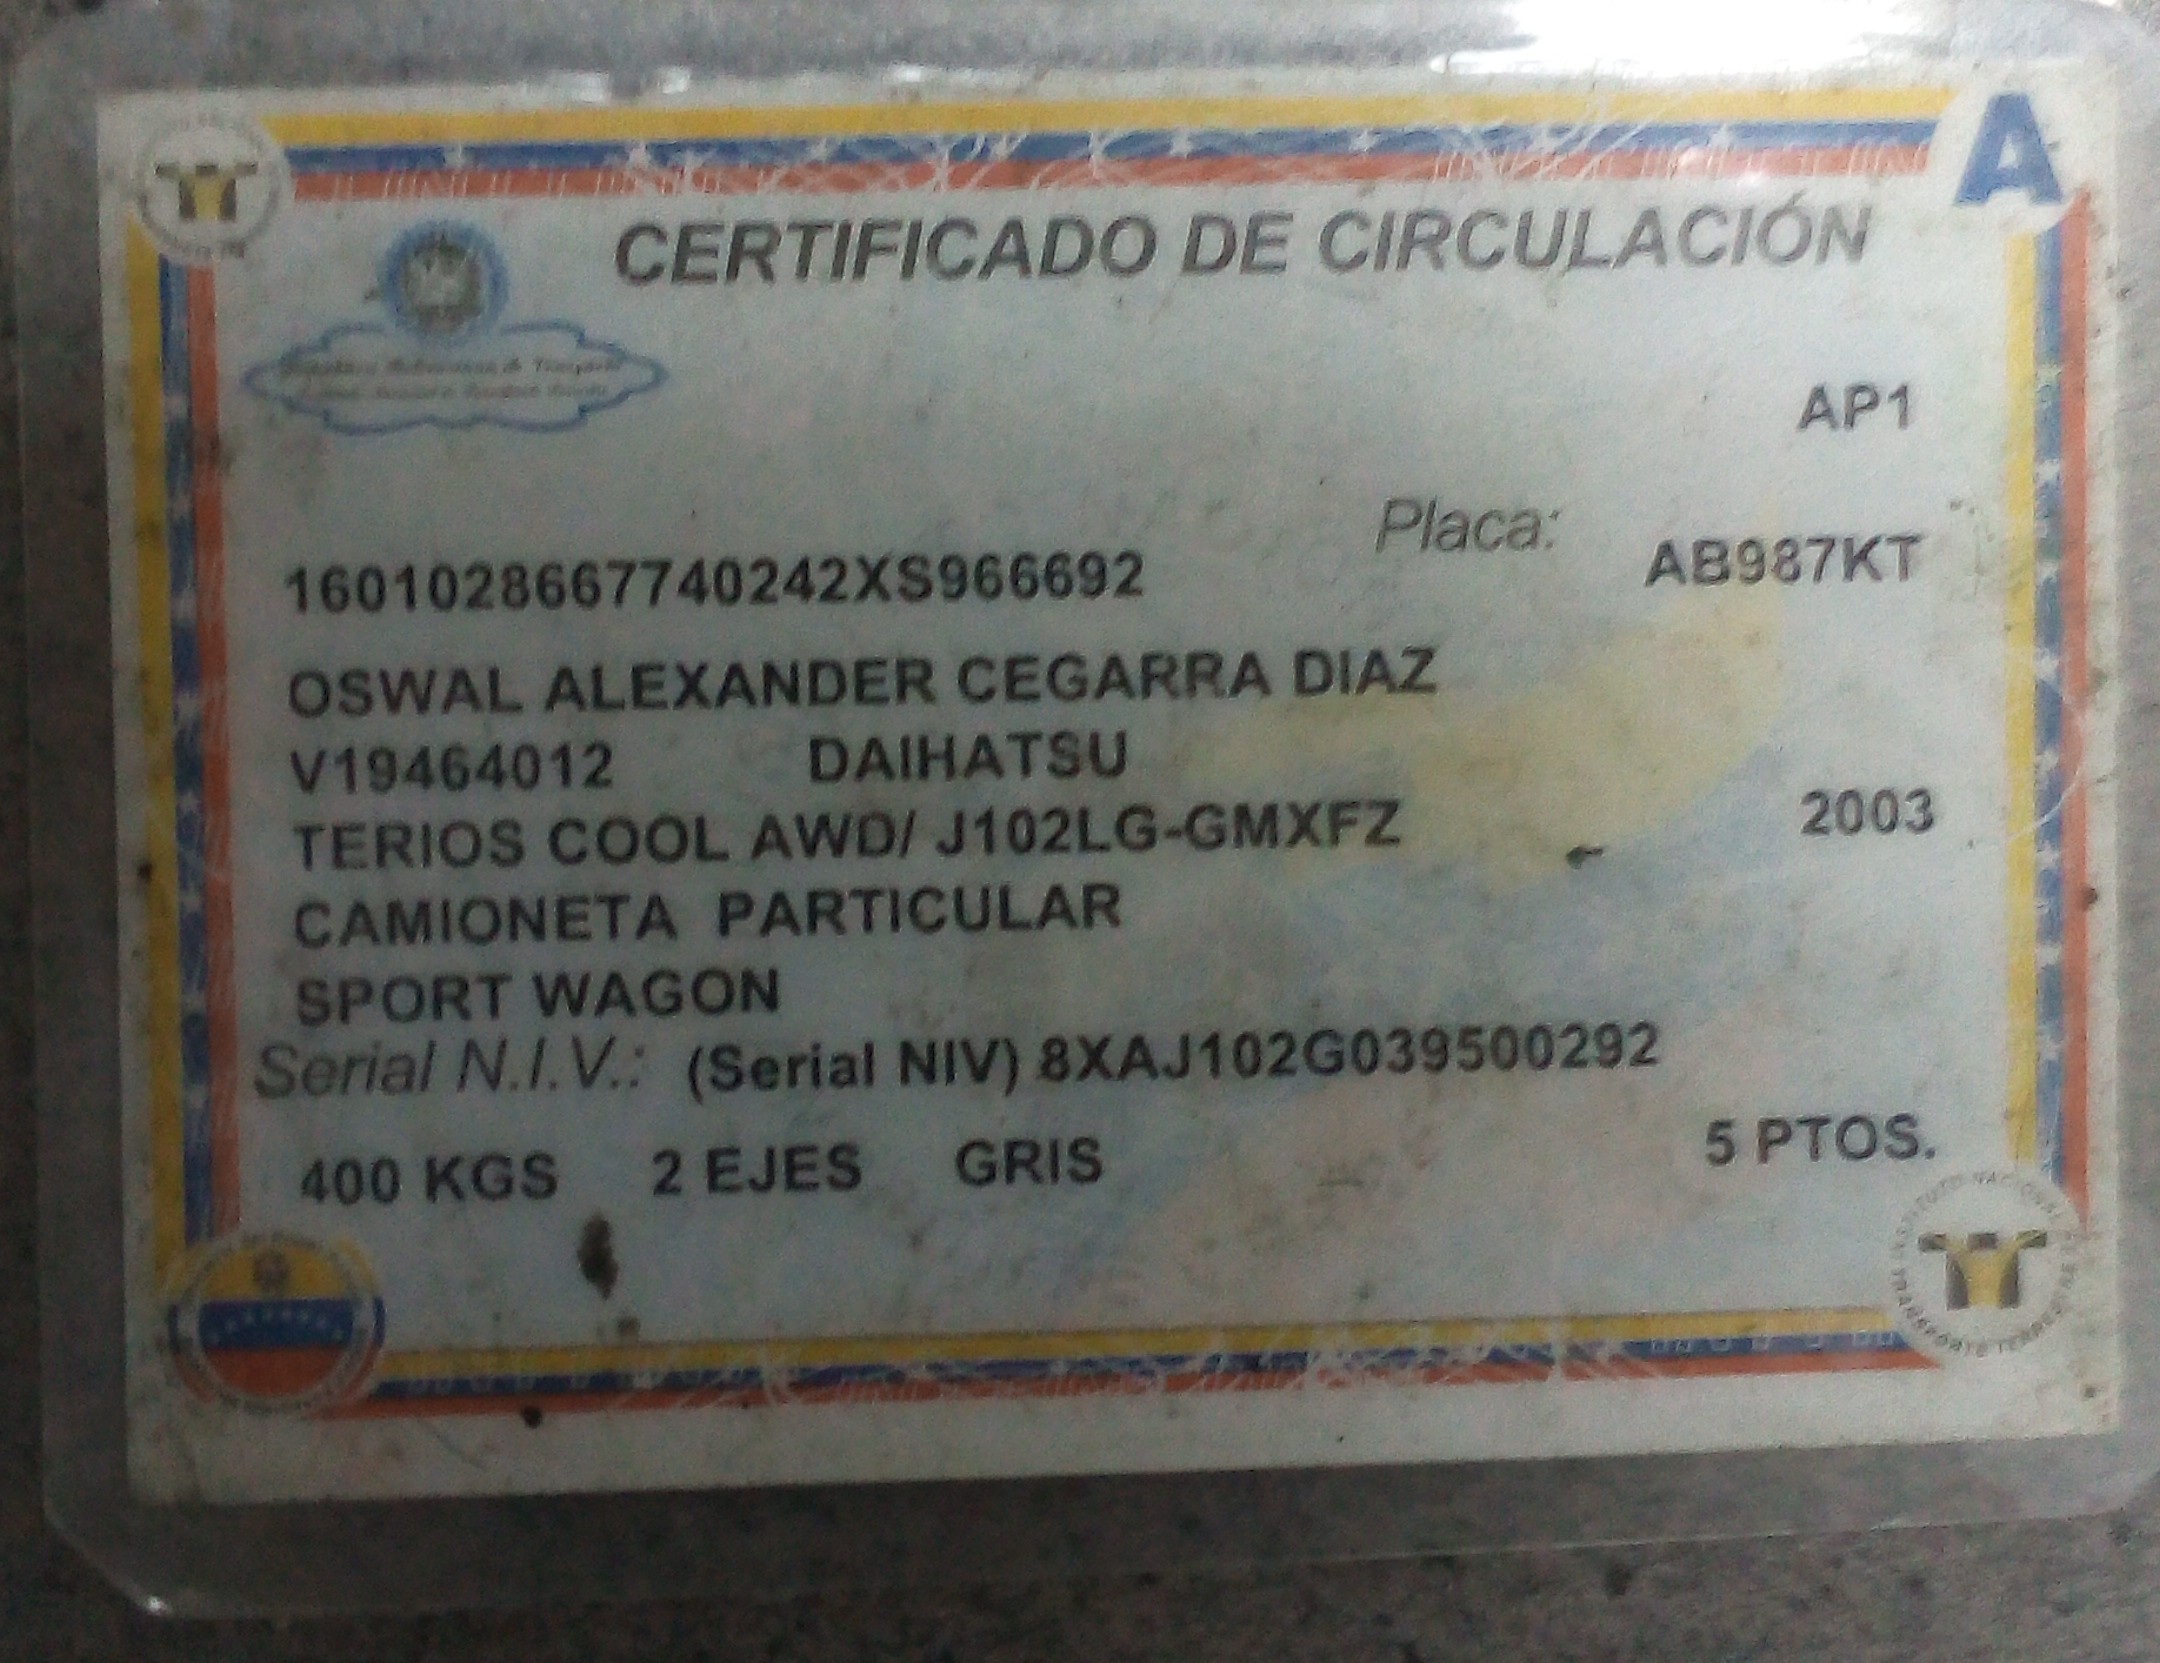 A
CERTIFICADO DE CIRCULACIÓN
AP1
Placa:
1601028667740242XS966692 AB987KT
OSWAL ALEXANDER CEGARRA DIAZ
V19464012 DAIHATSU
TERIOS COOL AWD/ J102LG-GMXFZ 2003
CAMIONETA PARTICULAR
SPORT WAGON
Serial N.I.V.: (Serial NIV) 8XAJ102G039500292
400 KGS 2 EJES GRIS 5 PTOS.
INSTITUTO NACIONAL
TRANSPORTE TERRESTRE